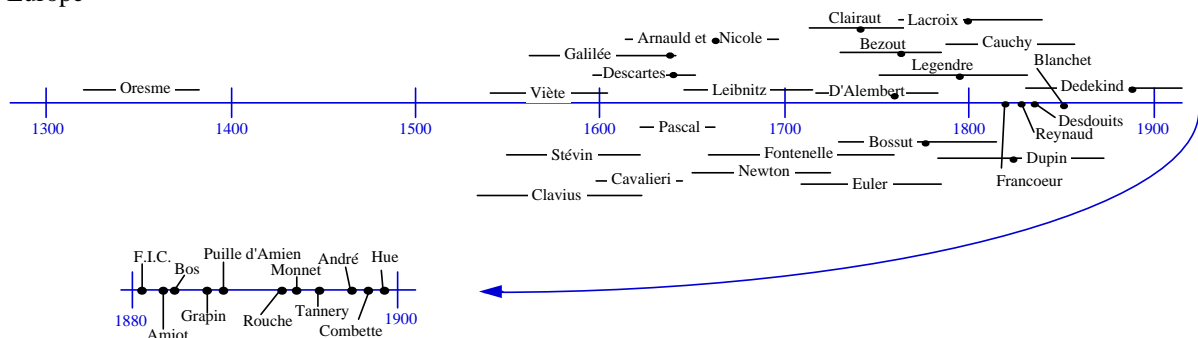 Europe
Clairaut
Lacroix
Arnauld et Nicole
Cauchy
Galilée
Bezout
Blanchet
Descartes
Legendre
Oresme
Viète
Leibnitz
D'Alembert
Dedekind
1300
1400
1500
1600
1700
1800
1900
Desdouits
Pascal
Reynaud
Bossut
Stévin
Fontenelle
Dupin
Newton
Cavalieri
Euler
Francoeur
Clavius
F.I.C.
Puille d'Amien
André
Hue
Bos
Monnet
1880
Grapin
Rouche
Tannery
1900
Amiot
Combette